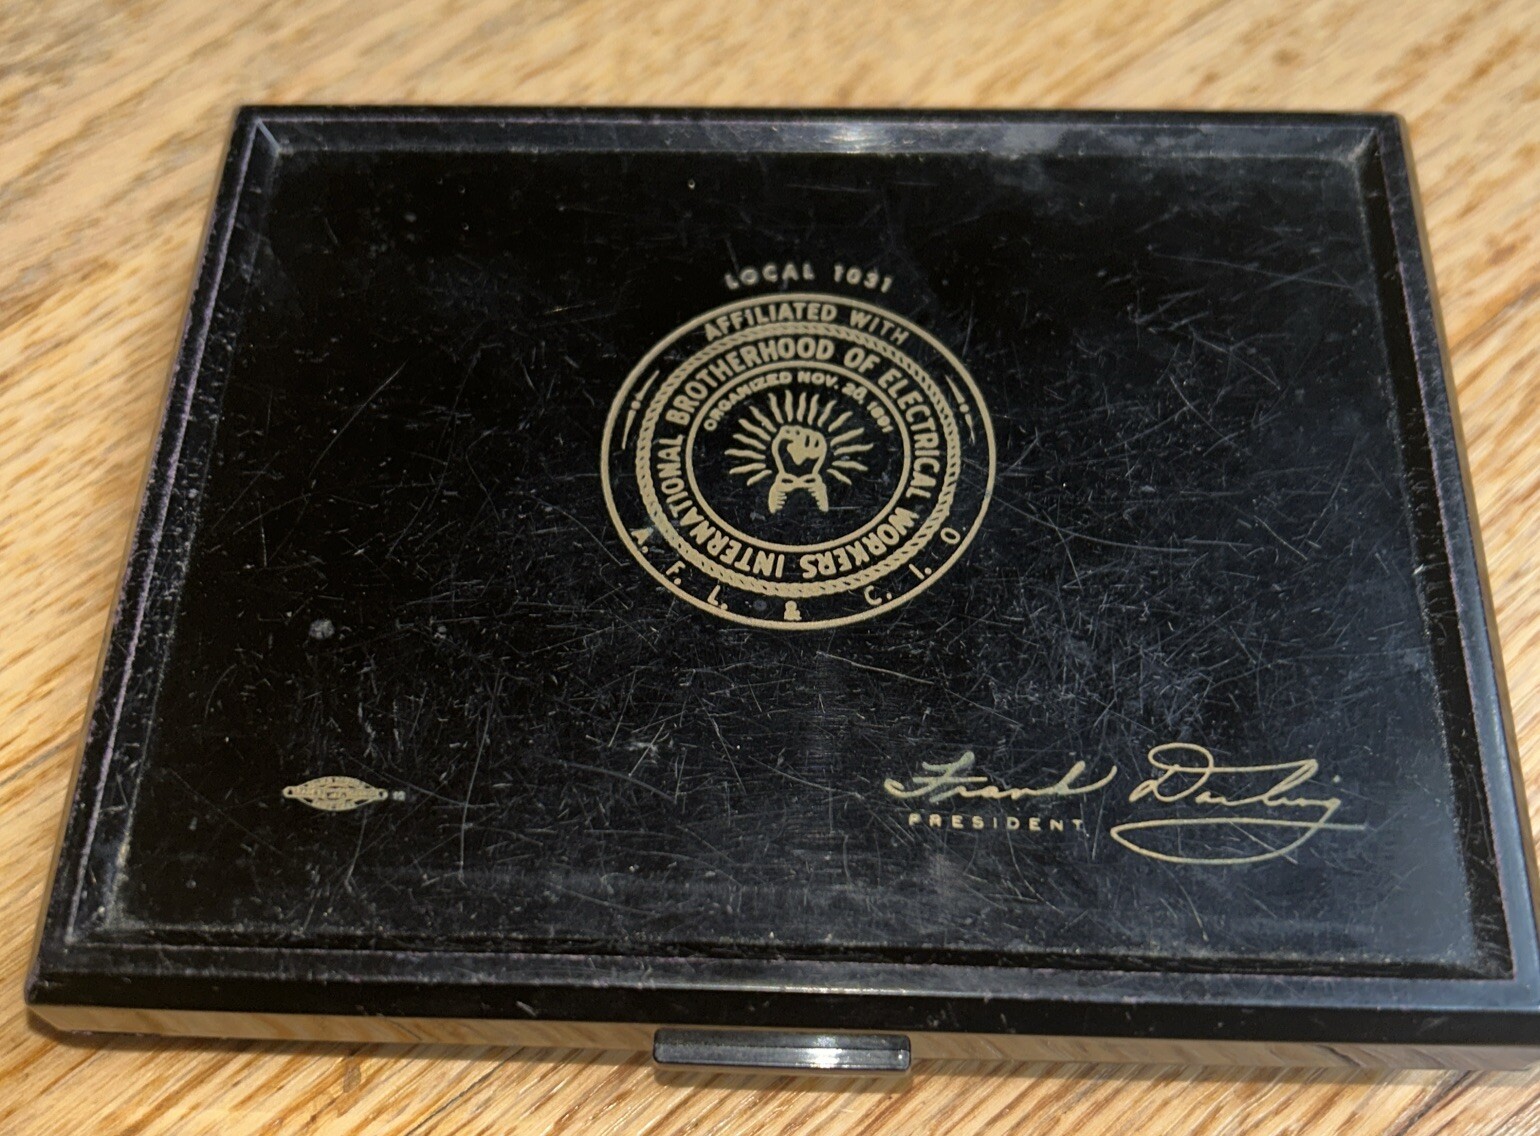 LOCAL 1031
AFFILIATED WITH
INTERNATIONAL BROTHERHOOD OF ELECTRICAL WORKERS
ORGANIZED NOV. 28, 1891
A. F. L. & C. I. O
Frank Darling
PRESIDENT